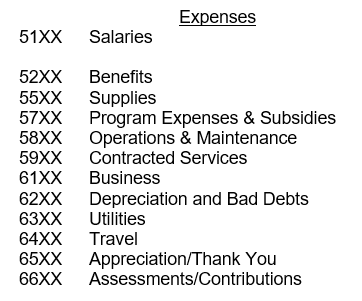 Expenses
51XX Salaries
52XX Benefits
55XX Supplies
57XX Program Expenses & Subsidies
58XX Operations & Maintenance
59XX Contracted Services
61XX Business
62XX Depreciation and Bad Debts
63XX Utilities
64XX Travel
65XX Appreciation/Thank You
66XX Assessments/Contributions